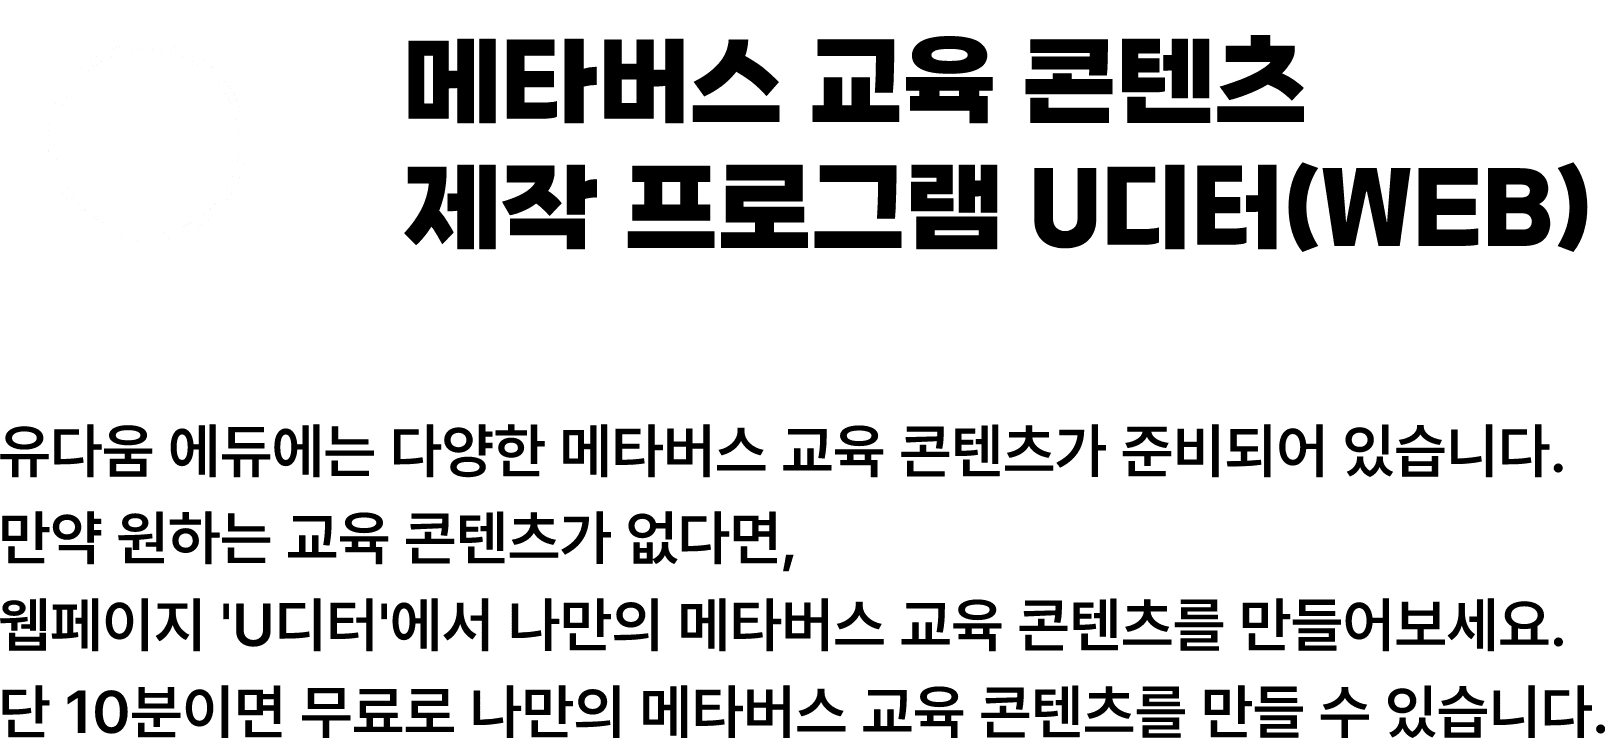 메타버스 교육 콘텐츠
제작 프로그램 U디터(WEB)
유다움 에듀에는 다양한 메타버스 교육 콘텐츠가 준비되어 있습니다.
만약 원하는 교육 콘텐츠가 없다면,
웹페이지 'U디터'에서 나만의 메타버스 교육 콘텐츠를 만들어보세요.
단 10분이면 무료로 나만의 메타버스 교육 콘텐츠를 만들 수 있습니다.